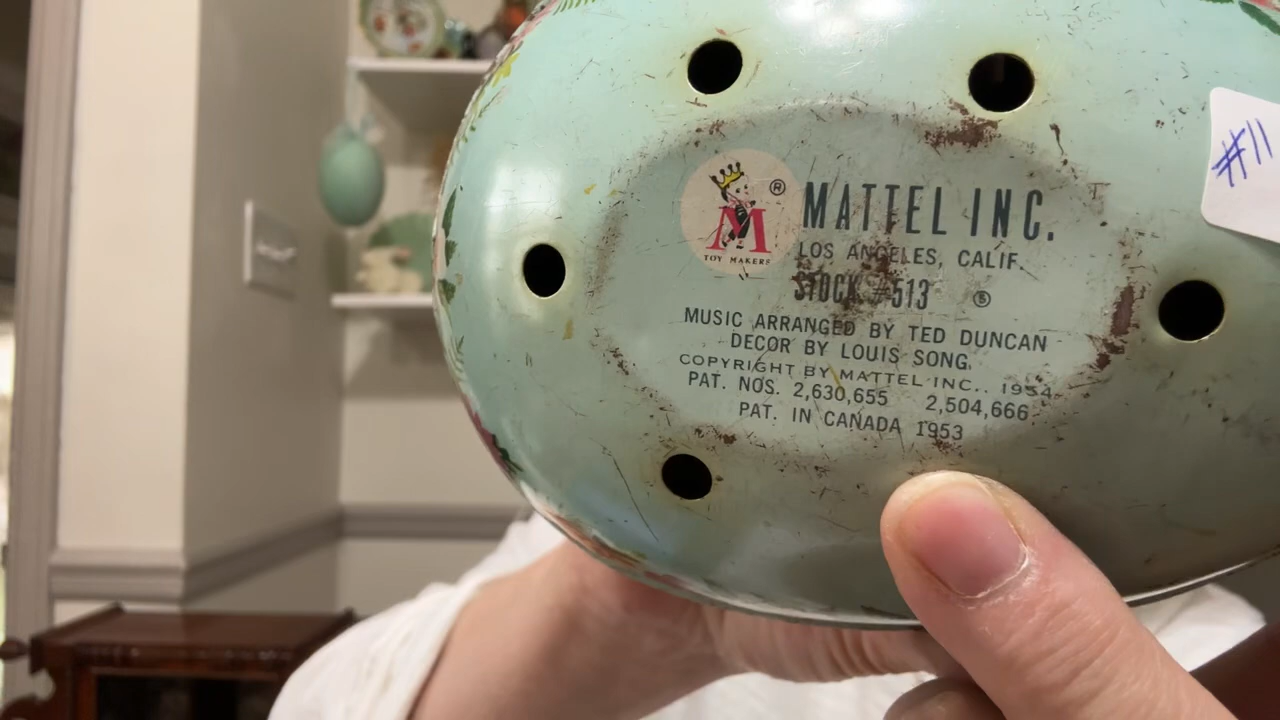 #11
M ® MATTEL INC.
TOY MAKERS
LOS ANGELES, CALIF.
STOCK #513 ®
MUSIC ARRANGED BY TED DUNCAN
DECOR BY LOUIS SONG.
COPYRIGHT BY MATTEL INC.. 1954
PAT. NOS. 2,630,655 2,504,666
PAT. IN CANADA 1953